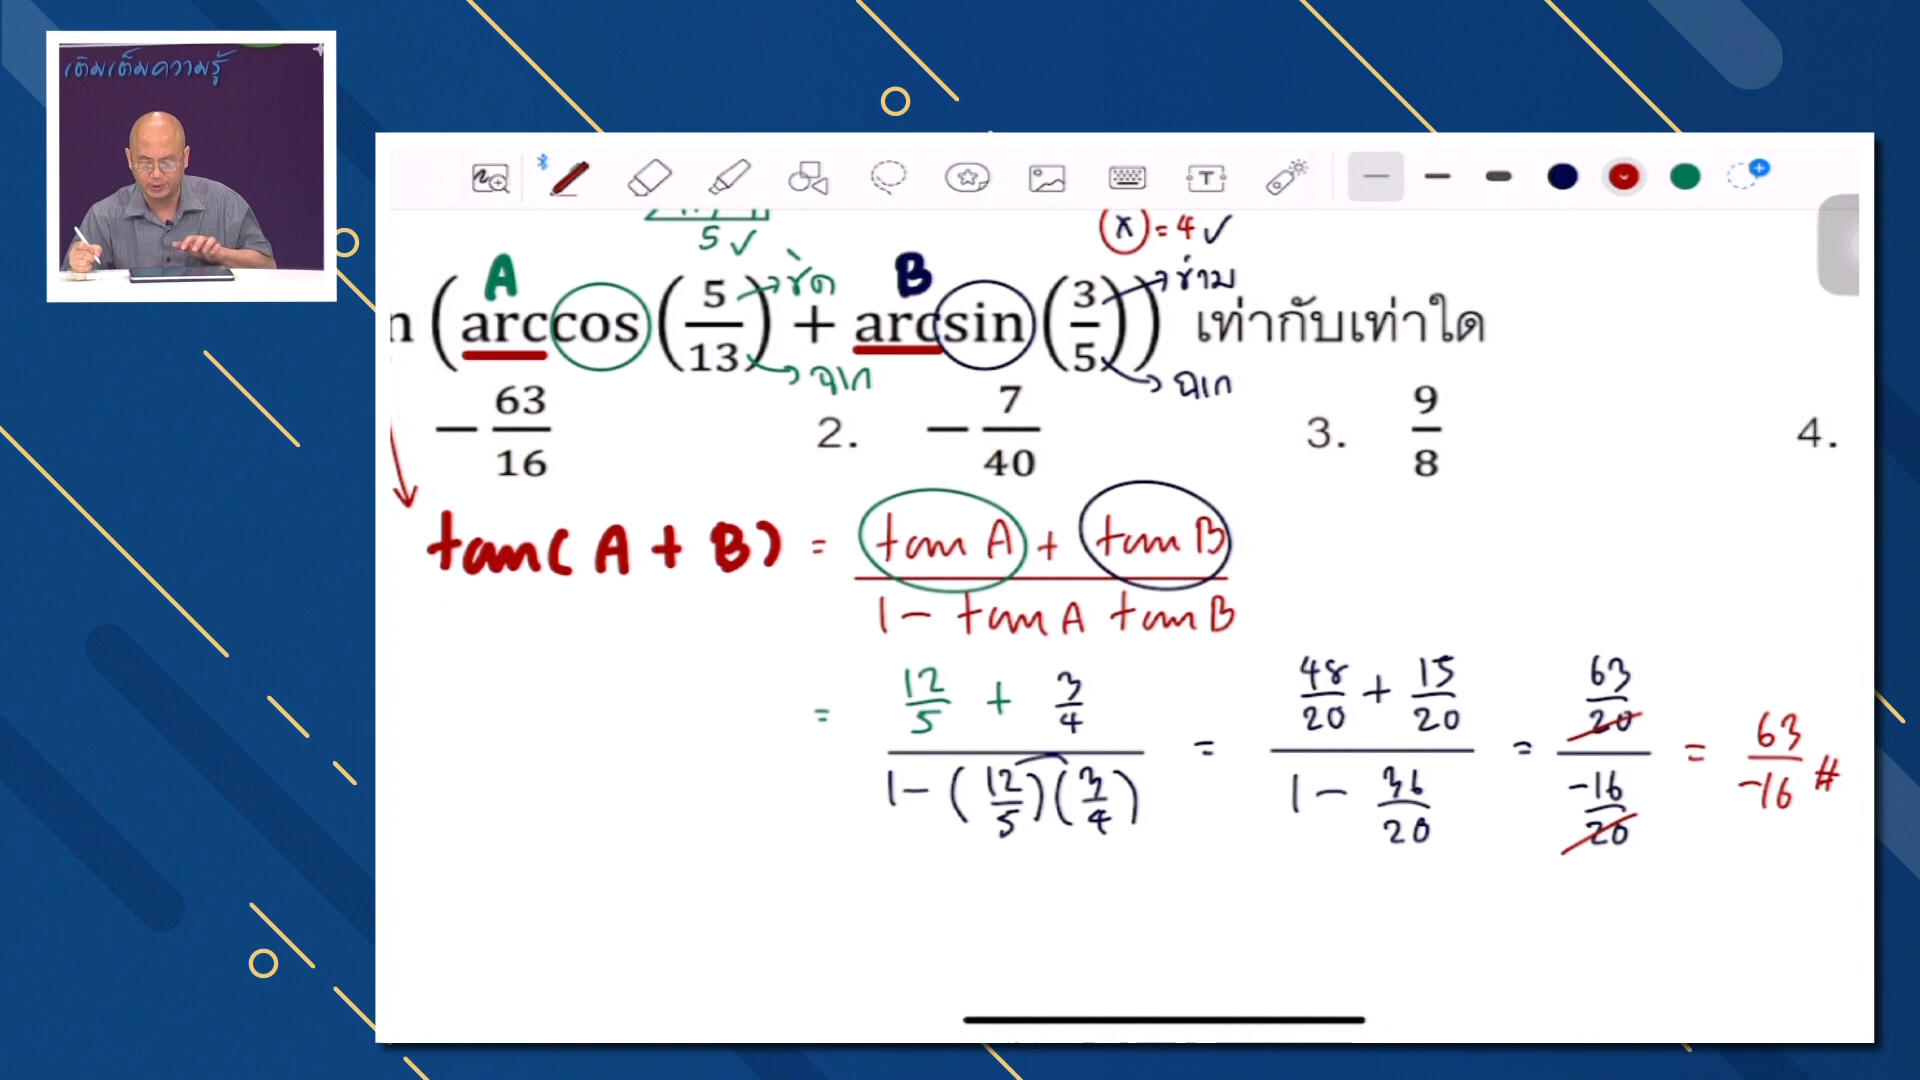 เติมเต็มความรู้
5 ✓
(x) = 4 ✓
A B
n (arccos (5/13) + arcsin (3/5)) เท่ากับเท่าใด
ชิด ข้าม
ฉาก ฉาก
− 63/16 2. − 7/40 3. 9/8 4.
tan( A + B ) = (tan A + tan B) / (1 − tan A tan B)
= (12/5 + 3/4) / (1 − (12/5)(3/4)) = (48/20 + 15/20) / (1 − 36/20) = (63/20) / (-16/20) = 63/-16 #